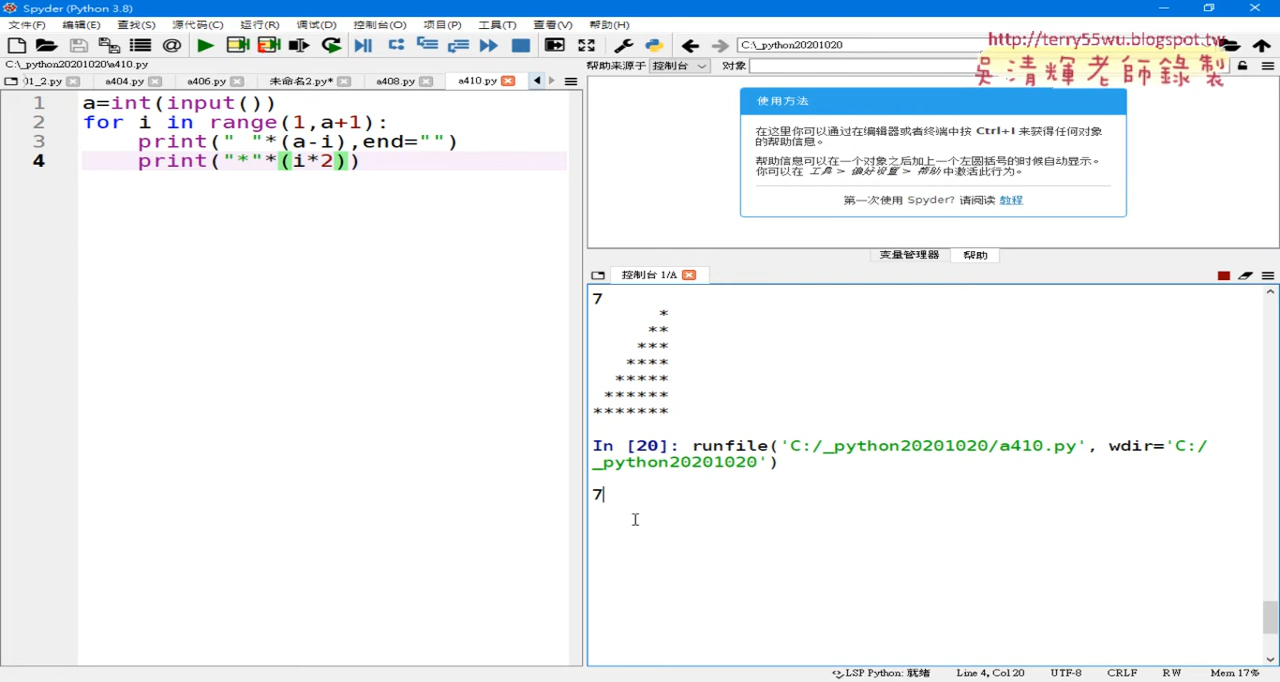 Spyder (Python 3.8)
文件(F) 编辑(E) 查找(S) 源代码(C) 运行(R) 调试(D) 控制台(O) 项目(P) 工具(T) 查看(V) 帮助(H)
C:\_python20201020
http://terry55wu.blogspot.tw
吳清輝老師錄製
C:\_python20201020\a410.py
帮助来源于 控制台 对象
01_2.py a404.py a406.py 未命名2.py* a408.py a410.py
1 a=int(input())
2 for i in range(1,a+1):
3 print(" "*(a-i),end="")
4 print("*"*(i*2))
使用方法
在这里你可以通过在编辑器或者终端中按 Ctrl+I 来获得任何对象
的帮助信息。
帮助信息可以在一个对象之后加上一个左圆括号的时候自动显示。
你可以在 工具 > 偏好设置 > 帮助 中激活此行为。
第一次使用 Spyder? 请阅读 教程
变量管理器 帮助
控制台 1/A
7
*
**
***
****
*****
******
*******
In [20]: runfile('C:/_python20201020/a410.py', wdir='C:/
_python20201020')
7
LSP Python: 就绪 Line 4, Col 20 UTF-8 CRLF RW Mem 17%